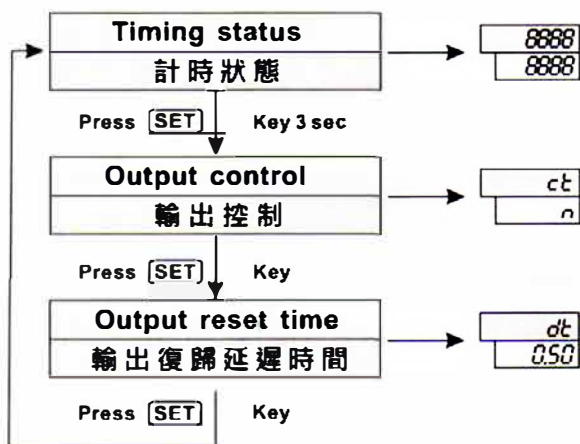 Timing status
8888
計時狀態
8888
Press SET Key 3 sec
Output control
ct
輸出控制
n
Press SET Key
Output reset time
dt
輸出復歸延遲時間
0.50
Press SET Key